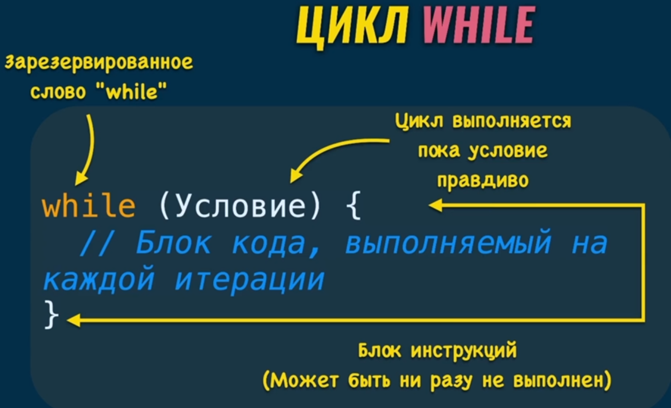 ЦИКЛ WHILE
Зарезервированное
слово "while"
Цикл выполняется
пока условие
правдиво
while (Условие) {
// Блок кода, выполняемый на
каждой итерации
}
Блок инструкций
(Может быть ни разу не выполнен)